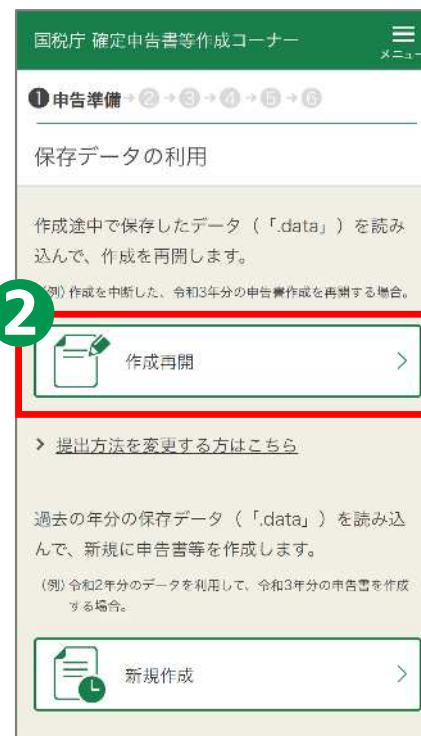 国税庁 確定申告書等作成コーナー
メニュー
1 申告準備→2→3→4→5→6
保存データの利用
作成途中で保存したデータ（「.data」）を読み
込んで、作成を再開します。
(例) 作成を中断した、令和3年分の申告書作成を再開する場合。
2
作成再開
提出方法を変更する方はこちら
過去の年分の保存データ（「.data」）を読み込
んで、新規に申告書等を作成します。
(例) 令和2年分のデータを利用して、令和3年分の申告書を作成
する場合。
新規作成